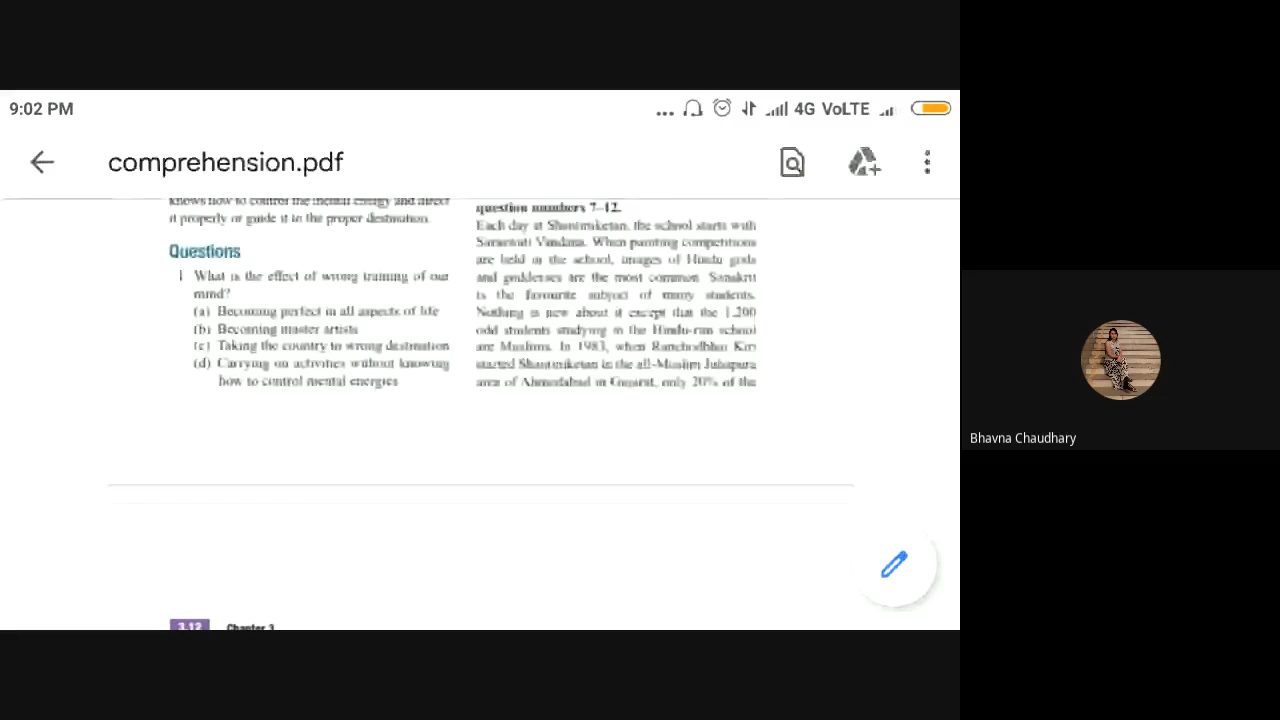 9:02 PM
... 4G VoLTE
comprehension.pdf
knows how to control the mental energy and direct
it properly or guide it to the proper destination.
Questions
1 What is the effect of wrong training of our
mind?
(a) Becoming perfect in all aspects of life
(b) Becoming master artists
(c) Taking the country to wrong destination
(d) Carrying on activities without knowing
how to control mental energies
question numbers 7–12.
Each day at Shantiniketan, the school starts with
Saraswati Vandana. When painting competitions
are held in the school, images of Hindu gods
and goddesses are the most common. Sanskrit
is the favourite subject of many students.
Nothing is new about it except that the 1,200
odd students studying in the Hindu-run school
are Muslims. In 1983, when Ranchodbhai Kiri
started Shantiniketan in the all-Muslim Juhapura
area of Ahmedabad in Gujarat, only 20% of the
3.12 Chapter 3
Bhavna Chaudhary